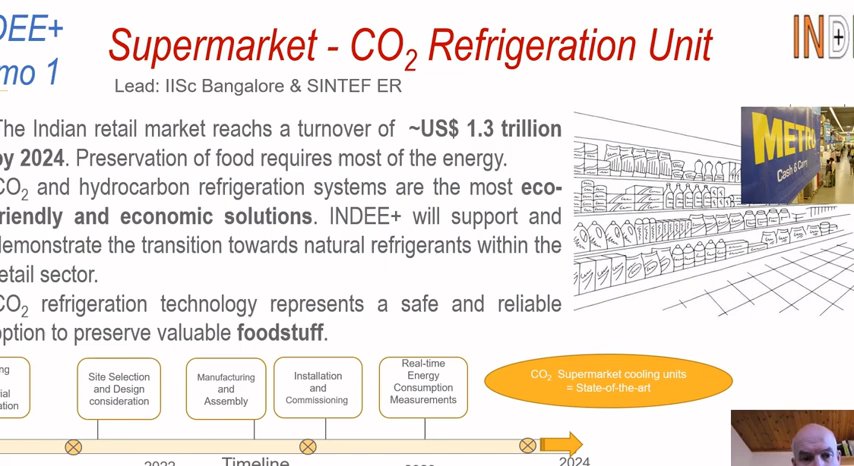 DEE+
mo 1
Supermarket - CO2 Refrigeration Unit
Lead: IISc Bangalore & SINTEF ER
IND
METRO
Cash & Carry
The Indian retail market reachs a turnover of ~US$ 1.3 trillion
by 2024. Preservation of food requires most of the energy.
CO2 and hydrocarbon refrigeration systems are the most eco-
friendly and economic solutions. INDEE+ will support and
demonstrate the transition towards natural refrigerants within the
retail sector.
CO2 refrigeration technology represents a safe and reliable
option to preserve valuable foodstuff.
Site Selection
and Design
consideration
Manufacturing
and
Assembly
Installation
and
Commissioning
Real-time
Energy
Consumption
Measurements
CO2 Supermarket cooling units
= State-of-the-art
Timeline
2024